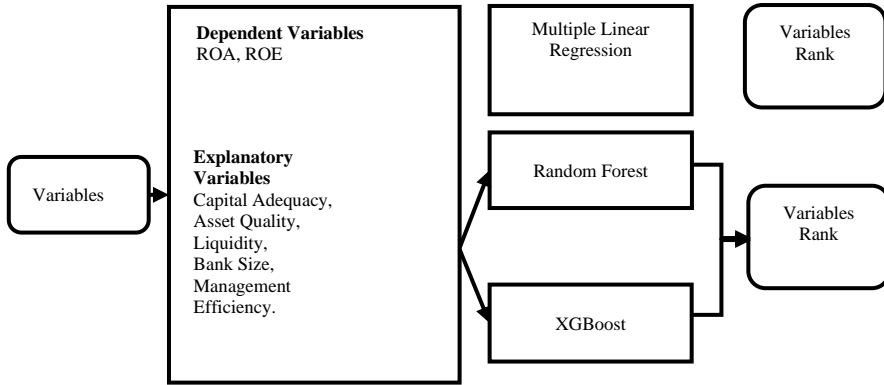 Variables
Dependent Variables
ROA, ROE
Explanatory
Variables
Capital Adequacy,
Asset Quality,
Liquidity,
Bank Size,
Management
Efficiency.
Multiple Linear
Regression
Random Forest
XGBoost
Variables
Rank
Variables
Rank